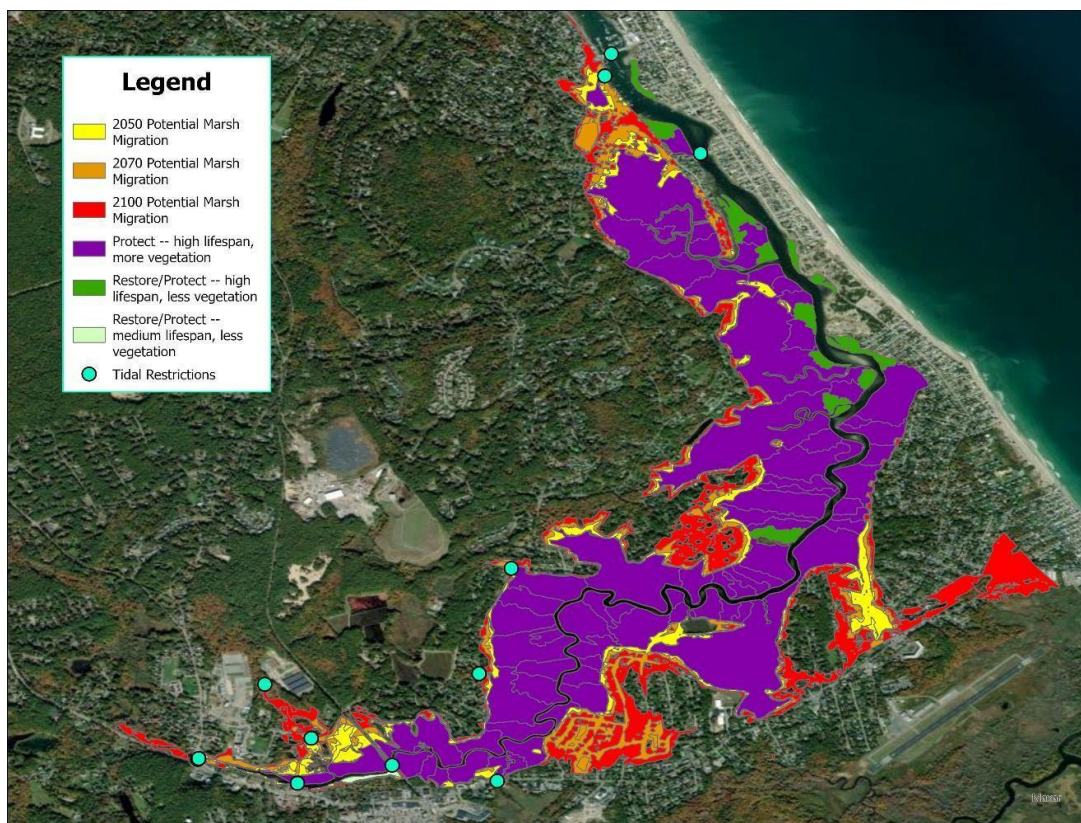 Legend
2050 Potential Marsh
Migration
2070 Potential Marsh
Migration
2100 Potential Marsh
Migration
Protect -- high lifespan,
more vegetation
Restore/Protect -- high
lifespan, less vegetation
Restore/Protect --
medium lifespan, less
vegetation
Tidal Restrictions
Maxar